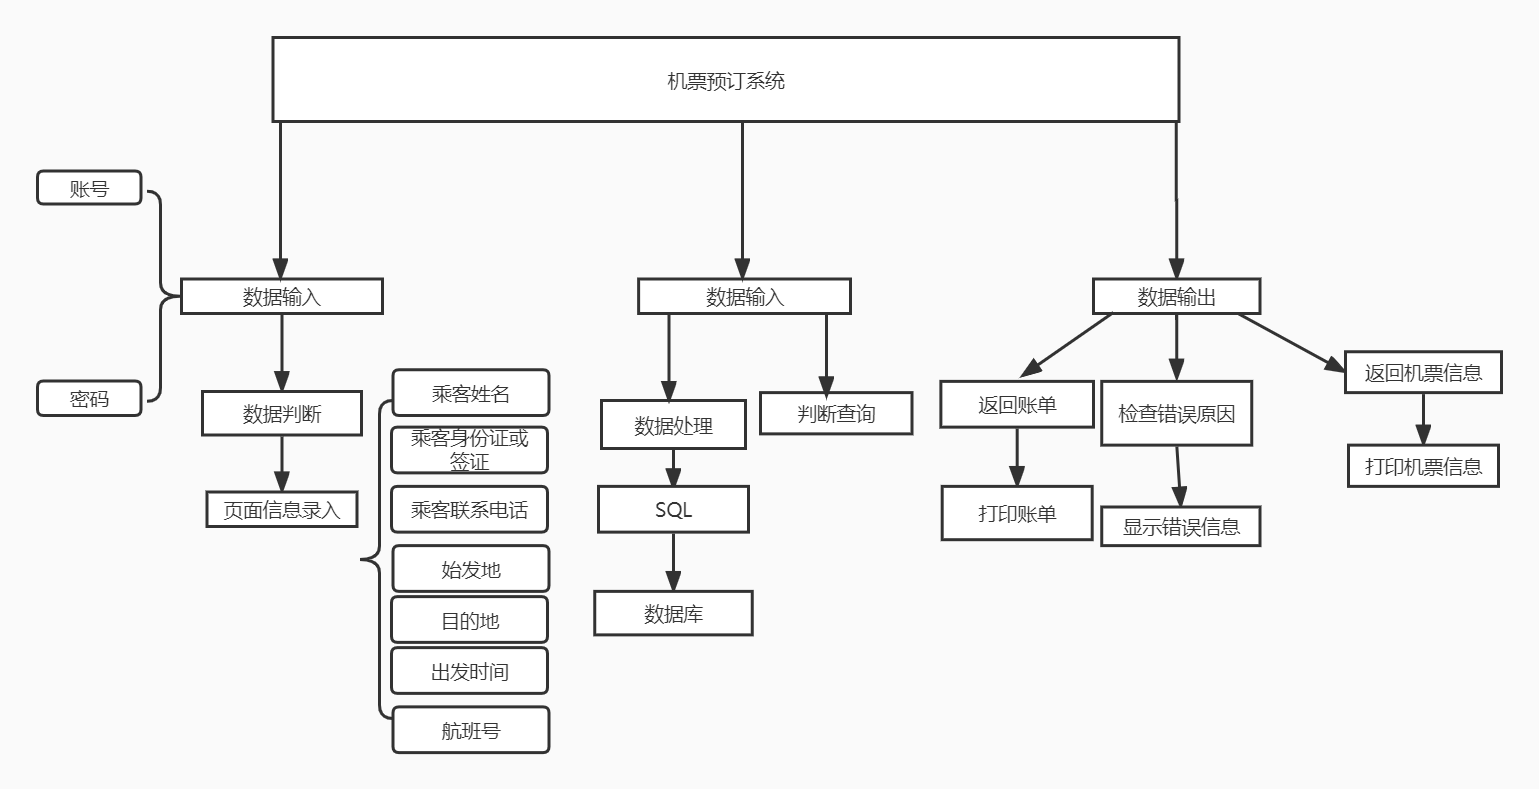 机票预订系统
账号
密码
数据输入
数据判断
页面信息录入
乘客姓名
乘客身份证或
签证
乘客联系电话
始发地
目的地
出发时间
航班号
数据输入
数据处理
判断查询
SQL
数据库
数据输出
返回账单
检查错误原因
返回机票信息
打印账单
显示错误信息
打印机票信息